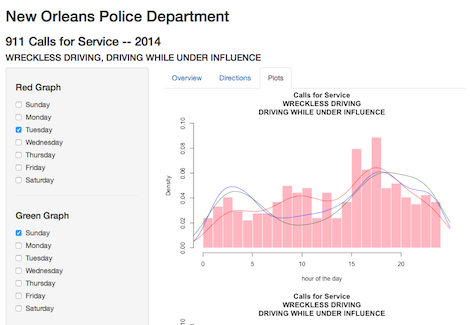 New Orleans Police Department
911 Calls for Service -- 2014
WRECKLESS DRIVING, DRIVING WHILE UNDER INFLUENCE
Red Graph
Sunday
Monday
Tuesday
Wednesday
Thursday
Friday
Saturday
Green Graph
Sunday
Monday
Tuesday
Wednesday
Thursday
Friday
Saturday
Overview Directions Plots
Calls for Service
WRECKLESS DRIVING
DRIVING WHILE UNDER INFLUENCE
Density
0.10
0.08
0.06
0.04
0.02
0.00
0 5 10 15 20
hour of the day
Calls for Service
WRECKLESS DRIVING
DRIVING WHILE UNDER INFLUENCE